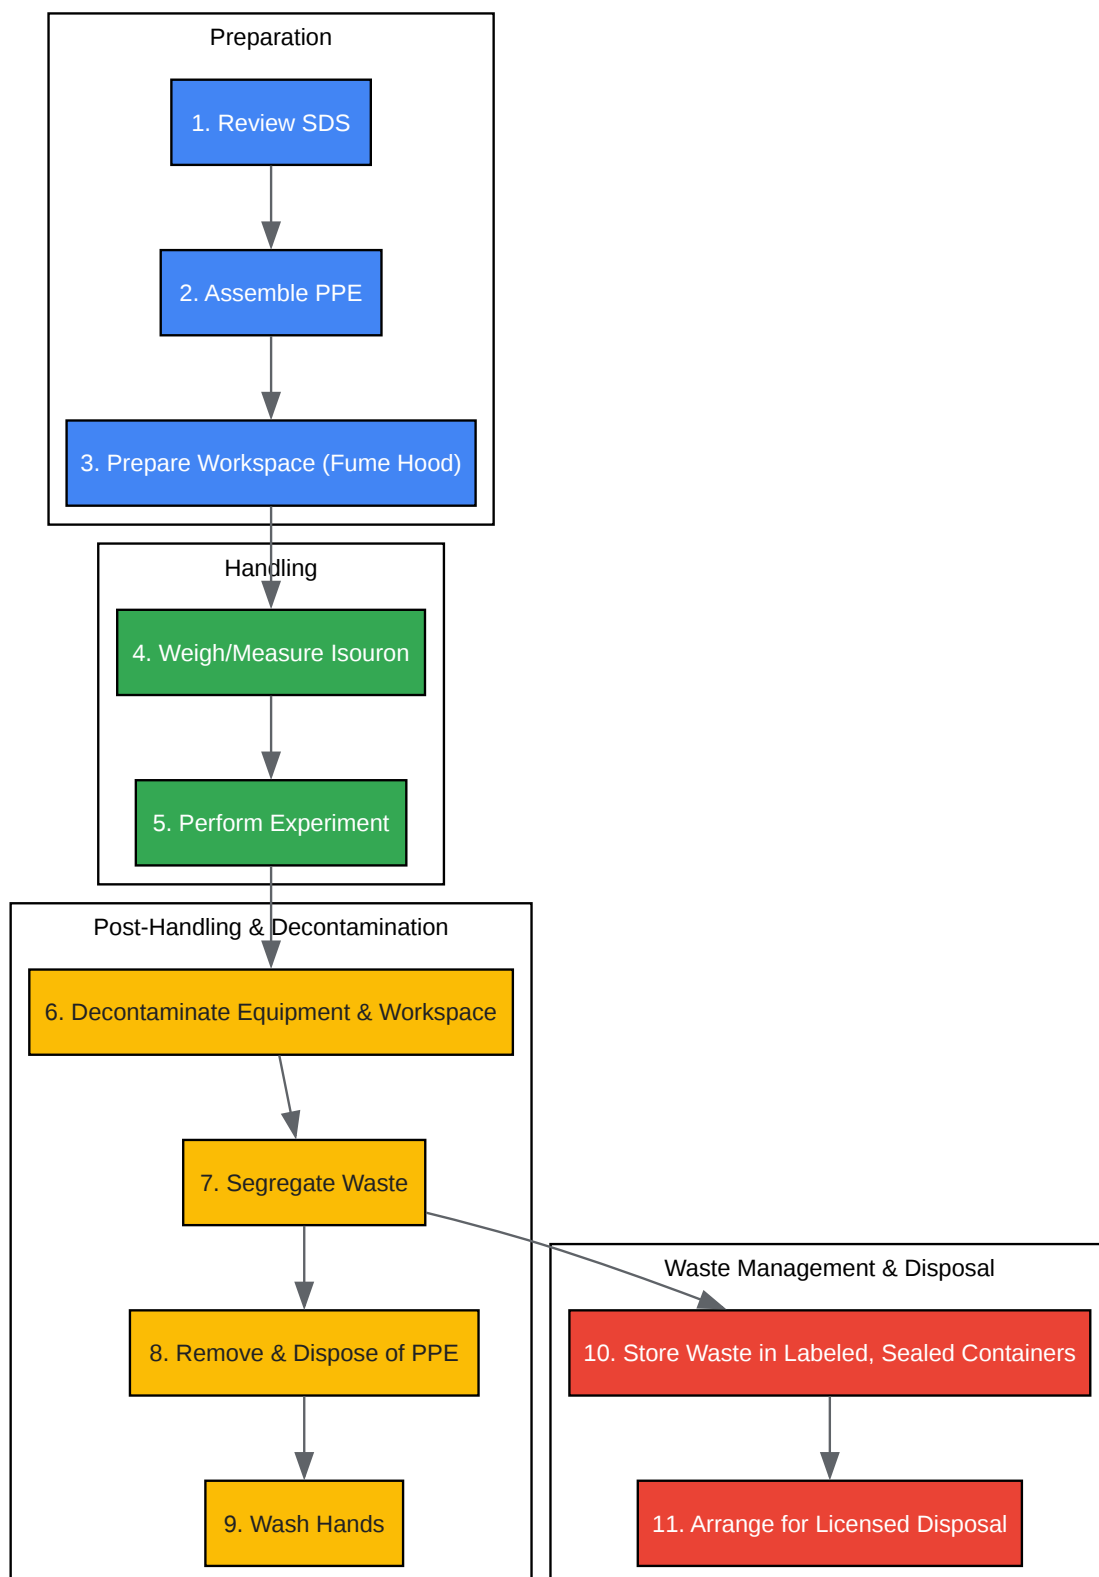 Preparation
1. Review SDS
2. Assemble PPE
3. Prepare Workspace (Fume Hood)
Handling
4. Weigh/Measure Isouron
5. Perform Experiment
Post-Handling & Decontamination
6. Decontaminate Equipment & Workspace
7. Segregate Waste
8. Remove & Dispose of PPE
9. Wash Hands
Waste Management & Disposal
10. Store Waste in Labeled, Sealed Containers
11. Arrange for Licensed Disposal